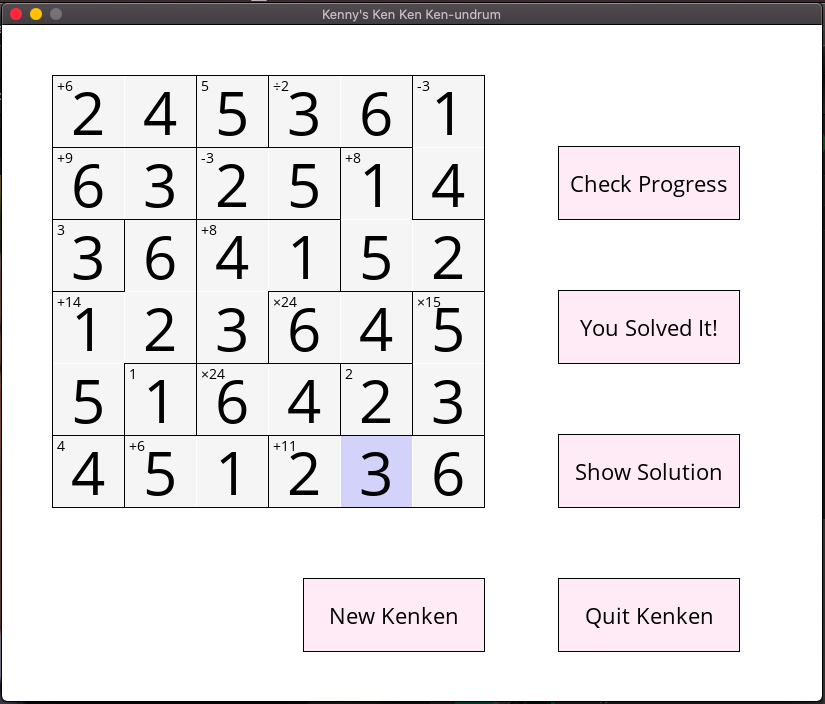 Kenny's Ken Ken Ken-undrum
+6 5 ÷2 -3
2 4 5 3 6 1
+9 -3 +8
6 3 2 5 1 4
Check Progress
3 +8
3 6 4 1 5 2
+14 ×24 ×15
1 2 3 6 4 5
You Solved It!
1 ×24 2
5 1 6 4 2 3
4 +6 +11
4 5 1 2 3 6
Show Solution
New Kenken
Quit Kenken